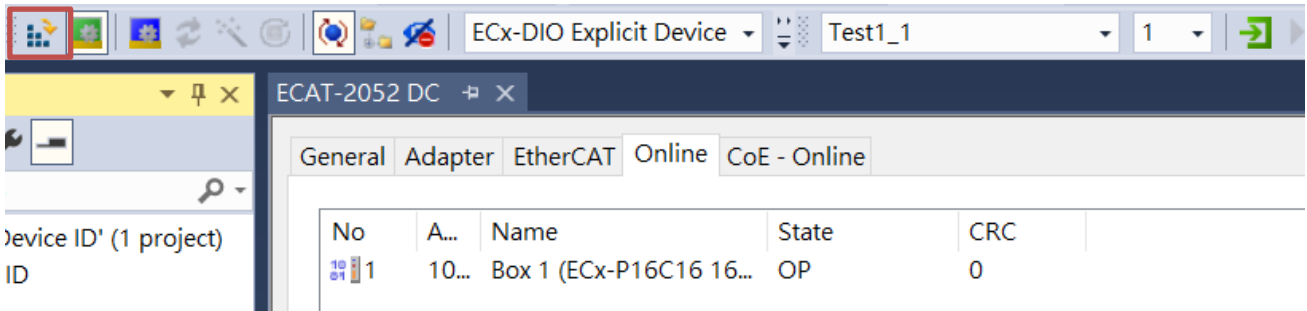 ECx-DIO Explicit Device Test1_1 1
ECAT-2052 DC
General Adapter EtherCAT Online CoE - Online
Device ID' (1 project)
ID
No A... Name State CRC
1 10... Box 1 (ECx-P16C16 16... OP 0